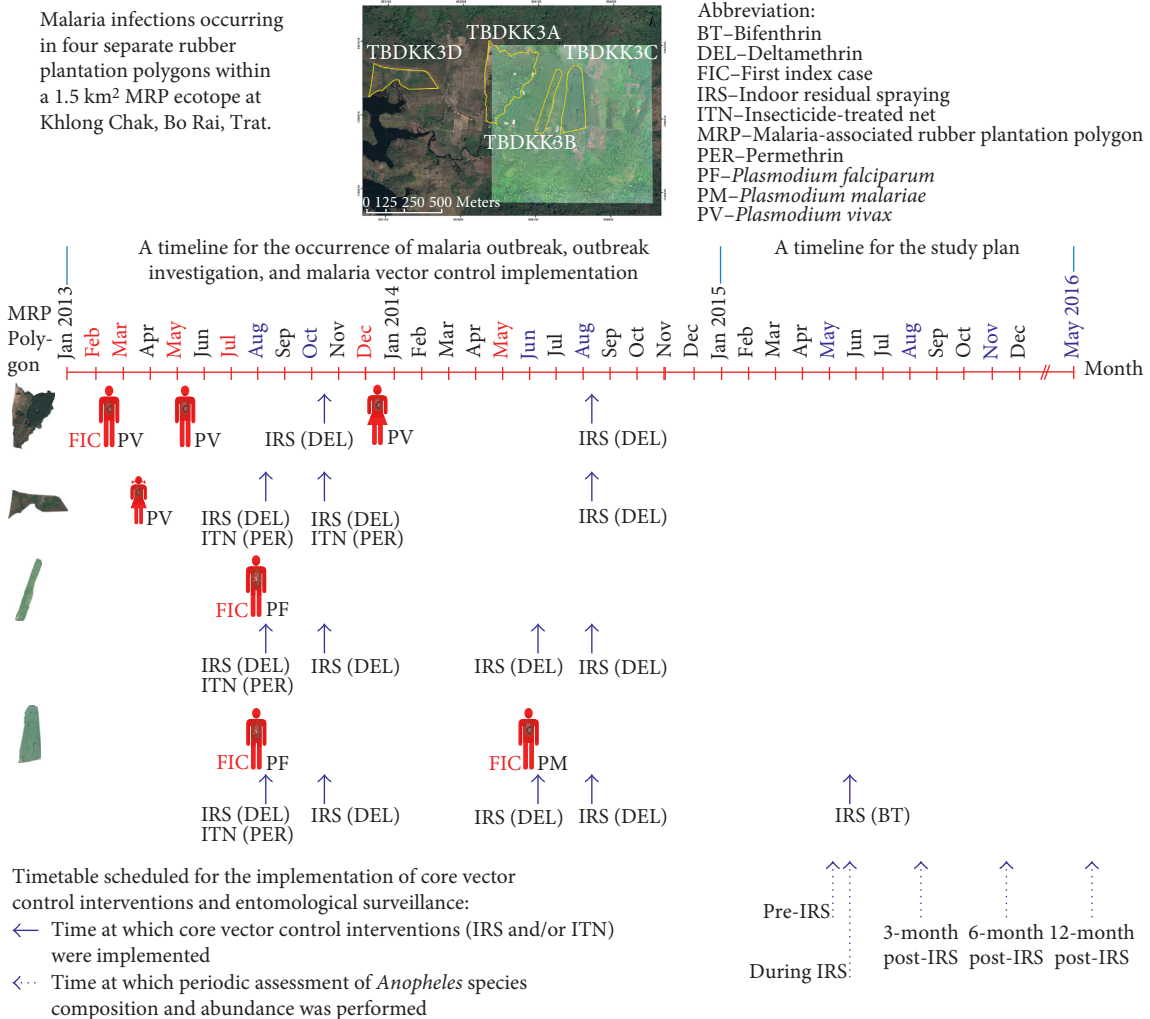 Malaria infections occurring
in four separate rubber
plantation polygons within
a 1.5 km² MRP ecotope at
Khlong Chak, Bo Rai, Trat.
TBDKK3D
TBDKK3A
TBDKK3C
TBDKK3B
0 125 250 500 Meters
Abbreviation:
BT–Bifenthrin
DEL–Deltamethrin
FIC–First index case
IRS–Indoor residual spraying
ITN–Insecticide-treated net
MRP–Malaria-associated rubber plantation polygon
PER–Permethrin
PF–Plasmodium falciparum
PM–Plasmodium malariae
PV–Plasmodium vivax
A timeline for the occurrence of malaria outbreak, outbreak
investigation, and malaria vector control implementation
A timeline for the study plan
MRP
Poly-
gon
Jan 2013 Feb Mar Apr May Jun Jul Aug Sep Oct Nov Dec Jan 2014 Feb Mar Apr May Jun Jul Aug Sep Oct Nov Dec Jan 2015 Feb Mar Apr May Jun Jul Aug Sep Oct Nov Dec May 2016
Month
FIC PV PV IRS (DEL) PV IRS (DEL)
PV IRS (DEL) IRS (DEL) IRS (DEL)
ITN (PER) ITN (PER)
FIC PF
IRS (DEL) IRS (DEL) IRS (DEL) IRS (DEL)
ITN (PER)
FIC PF FIC PM
IRS (DEL) IRS (DEL) IRS (DEL) IRS (DEL) IRS (BT)
ITN (PER)
Timetable scheduled for the implementation of core vector
control interventions and entomological surveillance:
Time at which core vector control interventions (IRS and/or ITN)
were implemented
Time at which periodic assessment of Anopheles species
composition and abundance was performed
Pre-IRS
During IRS
3-month
post-IRS
6-month
post-IRS
12-month
post-IRS